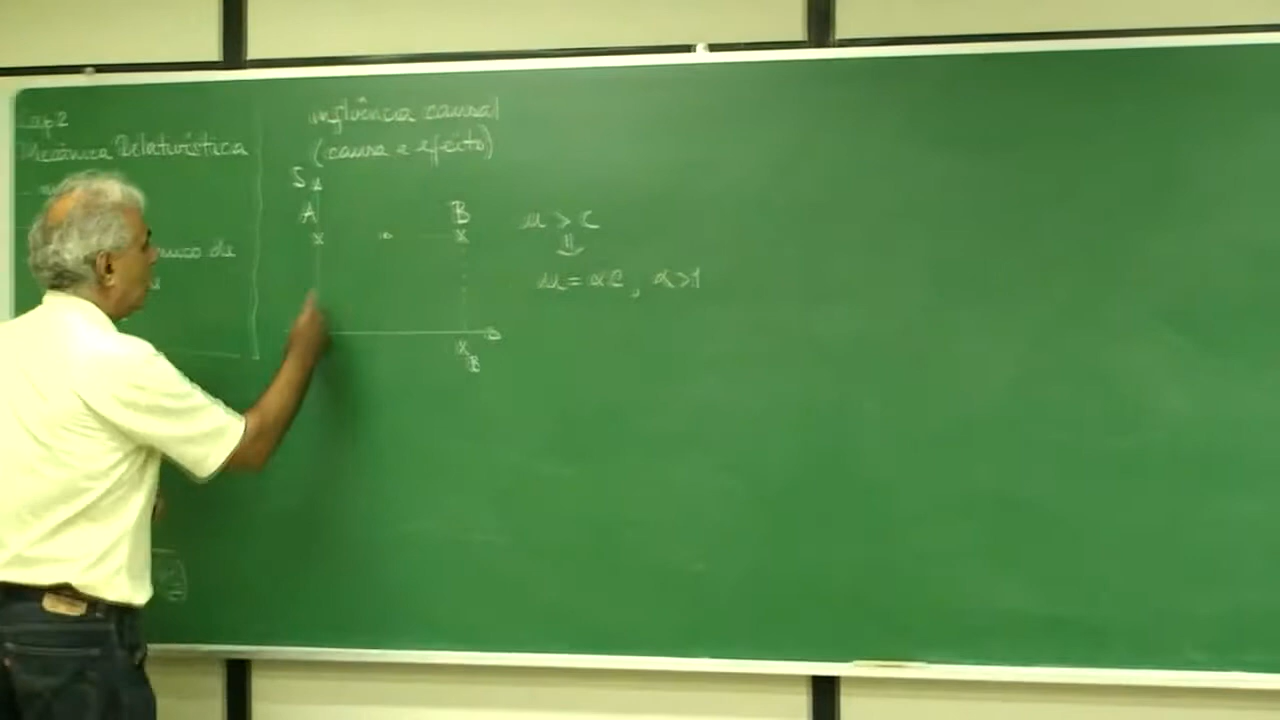 Cap 2
Mecânica Relativística
influência causal
(causa e efeito)
S
A
B
x
x
u > c
⇓
u = αc, α>1
x_B